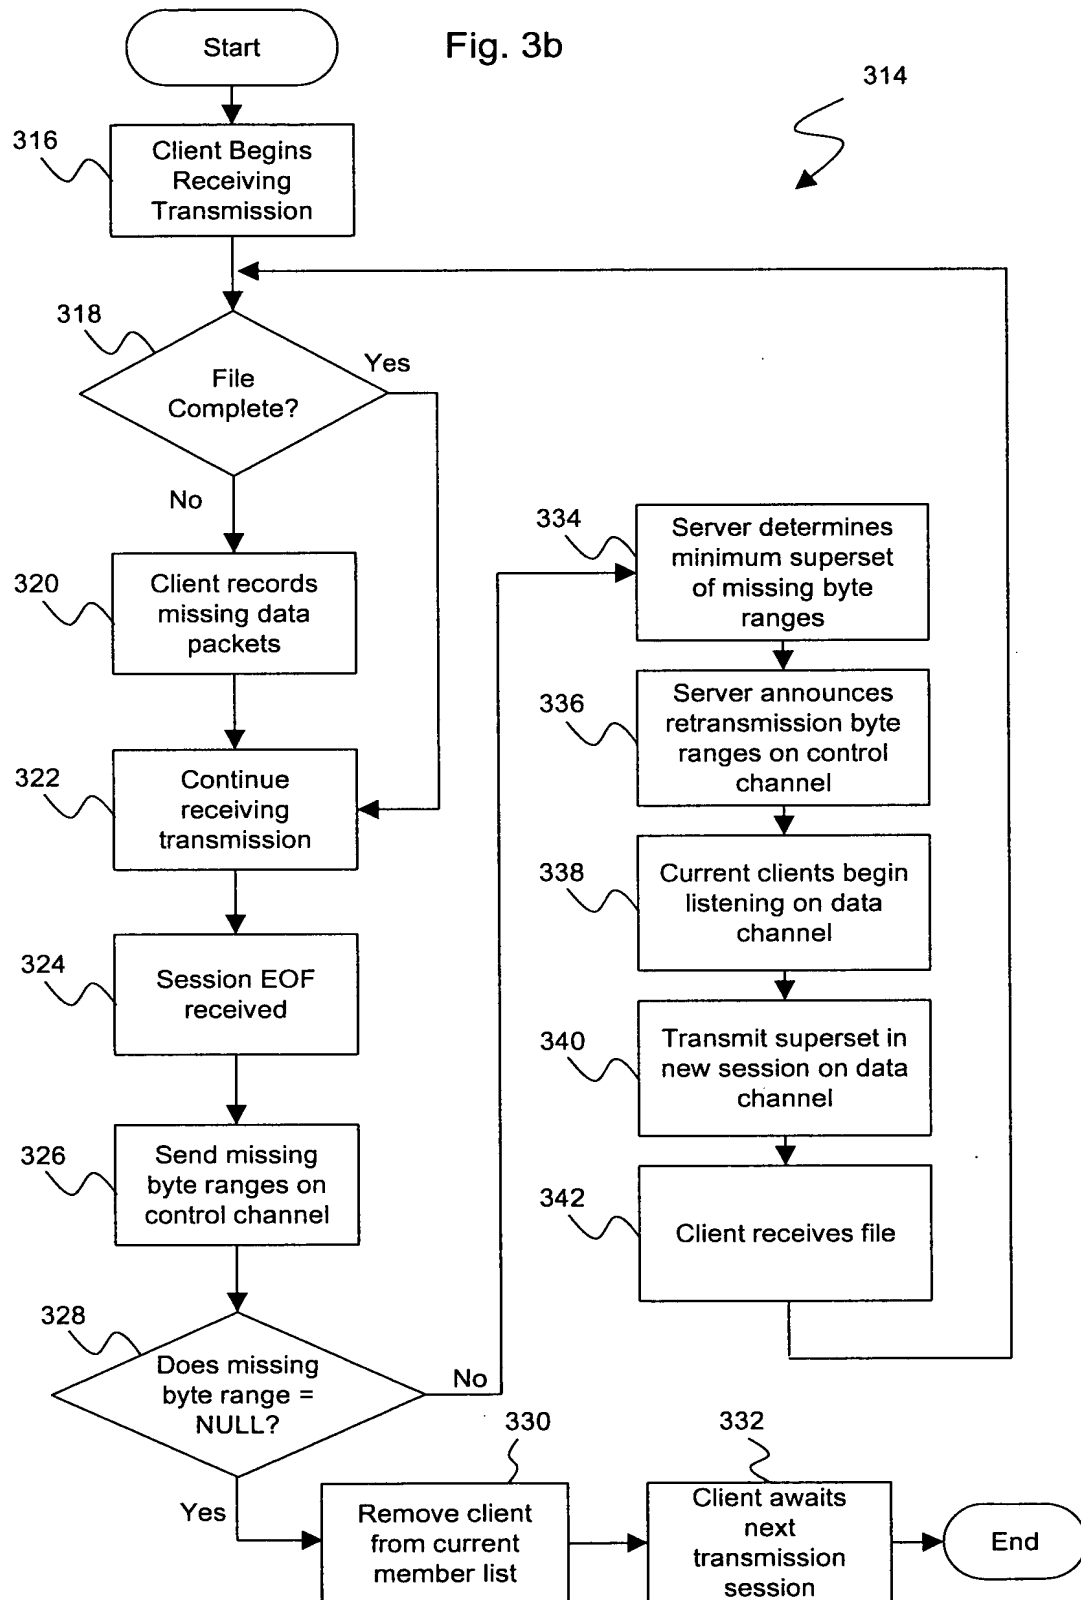 Fig. 3b
Start
314
316
Client Begins
Receiving
Transmission
318
File
Complete?
Yes
No
320
Client records
missing data
packets
322
Continue
receiving
transmission
324
Session EOF
received
326
Send missing
byte ranges on
control channel
328
Does missing
byte range =
NULL?
No
Yes
330
Remove client
from current
member list
332
Client awaits
next
transmission
session
End
334
Server determines
minimum superset
of missing byte
ranges
336
Server announces
retransmission byte
ranges on control
channel
338
Current clients begin
listening on data
channel
340
Transmit superset in
new session on data
channel
342
Client receives file